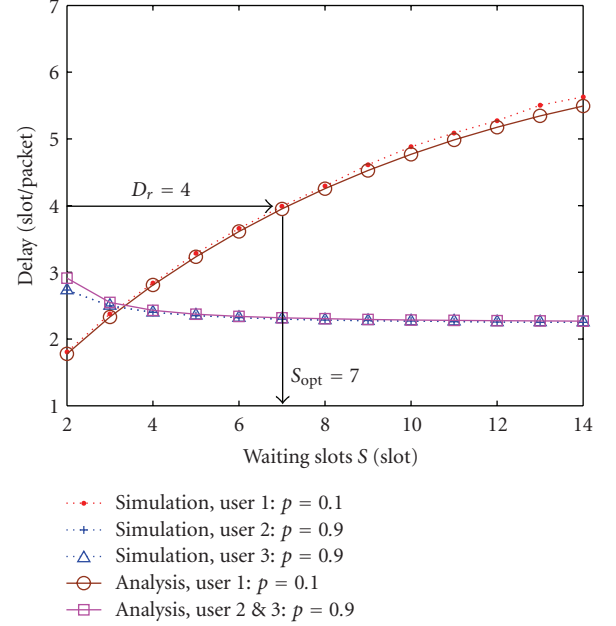 7
6
5
4
3
2
1
Delay (slot/packet)
D_r = 4
S_opt = 7
2 4 6 8 10 12 14
Waiting slots S (slot)
Simulation, user 1: p = 0.1
Simulation, user 2: p = 0.9
Simulation, user 3: p = 0.9
Analysis, user 1: p = 0.1
Analysis, user 2 & 3: p = 0.9